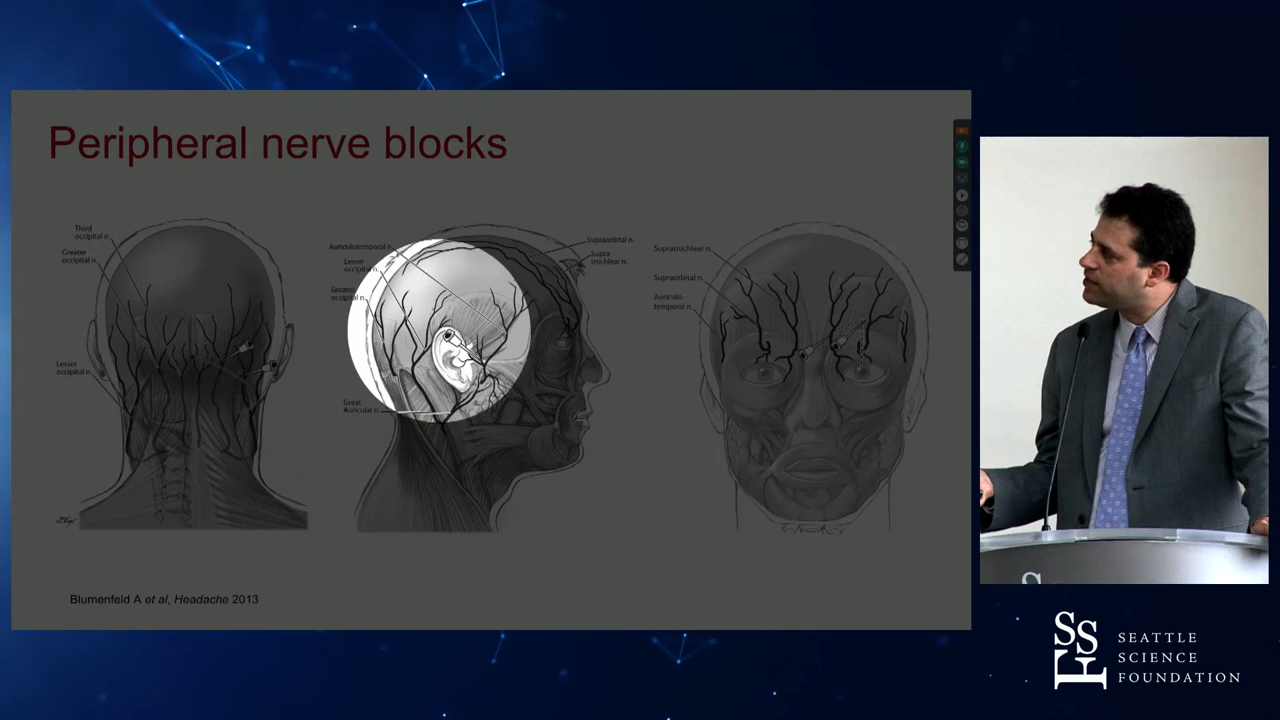 Peripheral nerve blocks
Third
occipital n.
Greater
occipital n.
Lesser
occipital n.
Auriculotemporal n.
Lesser
occipital n.
Greater
occipital n.
Great
Auricular n.
Supraorbital n.
Supra-
trochlear n.
Supratrochlear n.
Supraorbital n.
Auriculo
temporal n.
Blumenfeld A et al, Headache 2013
S
SSF
SEATTLE
SCIENCE
FOUNDATION